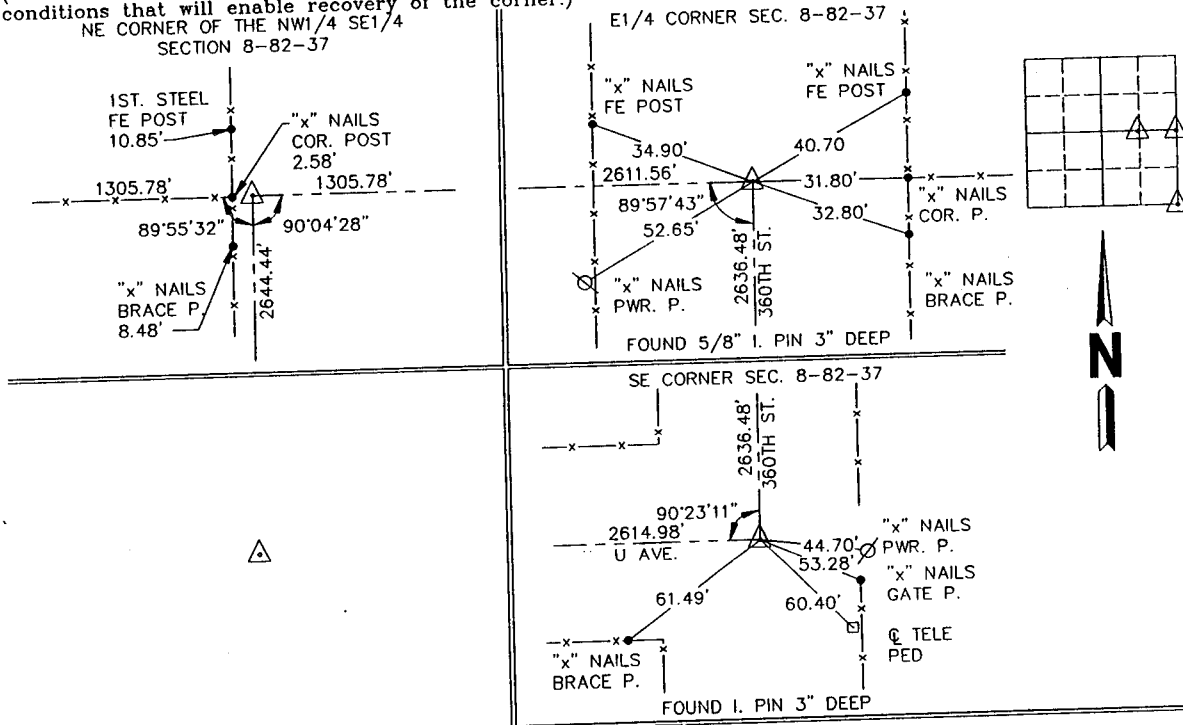 conditions that will enable recovery of the corner.)
NE CORNER OF THE NW1/4 SE1/4
SECTION 8-82-37
1ST. STEEL
FE POST
10.85'
"x" NAILS
COR. POST
2.58'
1305.78'
1305.78'
89°55'32"
90°04'28"
2644.44'
"x" NAILS
BRACE P.
8.48'
E1/4 CORNER SEC. 8-82-37
"x" NAILS
FE POST
"x" NAILS
FE POST
34.90'
40.70
2611.56'
31.80'
89°57'43"
32.80'
"x" NAILS
COR. P.
52.65'
2636.48'
360TH ST.
"x" NAILS
PWR. P.
"x" NAILS
BRACE P.
FOUND 5/8" I. PIN 3" DEEP
N
SE CORNER SEC. 8-82-37
2636.48'
360TH ST.
90°23'11"
2614.98'
U AVE.
44.70'
"x" NAILS
PWR. P.
53.28'
"x" NAILS
GATE P.
61.49'
60.40'
℄ TELE
PED
"x" NAILS
BRACE P.
FOUND I. PIN 3" DEEP